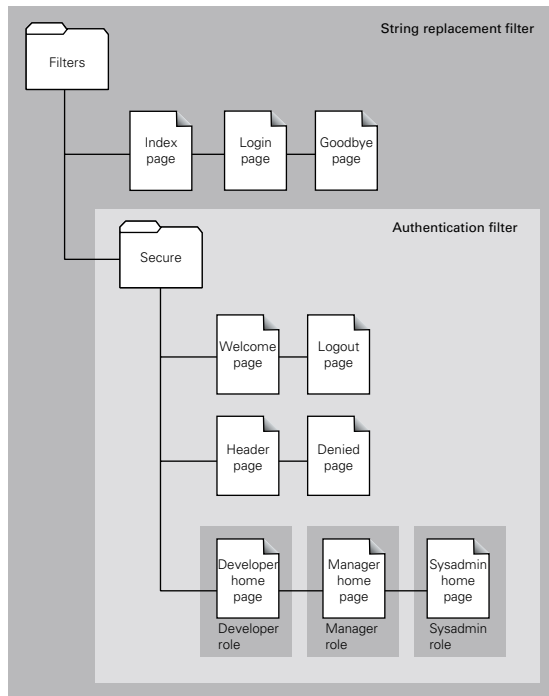 String replacement filter
Filters
Index
page
Login
page
Goodbye
page
Authentication filter
Secure
Welcome
page
Logout
page
Header
page
Denied
page
Developer
home
page
Manager
home
page
Sysadmin
home
page
Developer
role
Manager
role
Sysadmin
role